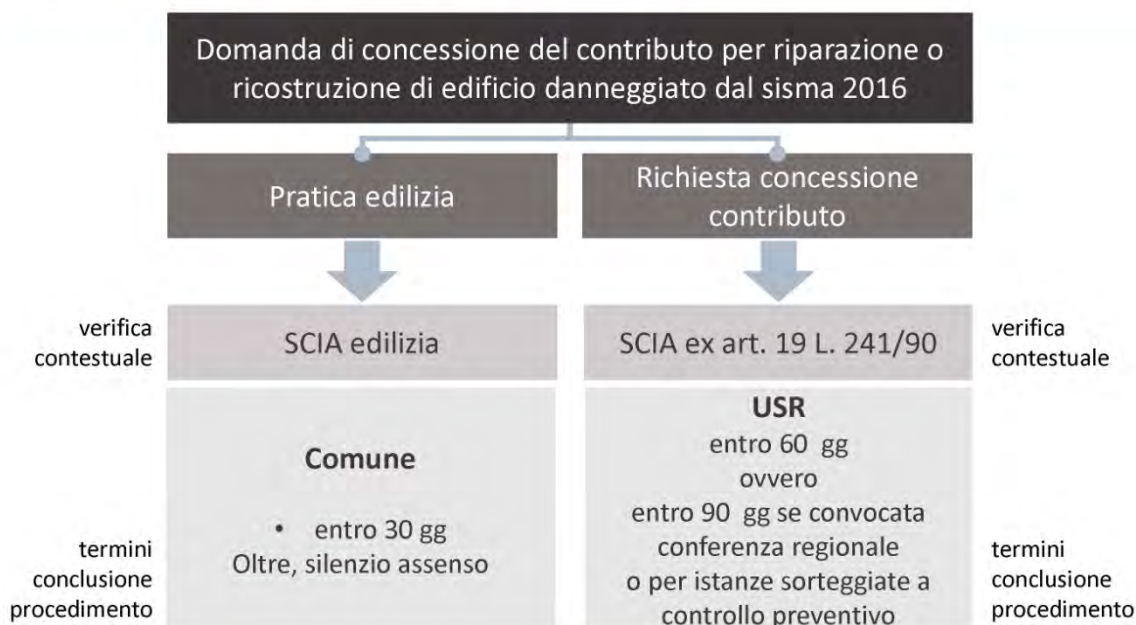 Domanda di concessione del contributo per riparazione o
ricostruzione di edificio danneggiato dal sisma 2016
Pratica edilizia
Richiesta concessione
contributo
verifica
contestuale
SCIA edilizia
SCIA ex art. 19 L. 241/90
verifica
contestuale
Comune
• entro 30 gg
Oltre, silenzio assenso
USR
entro 60 gg
ovvero
entro 90 gg se convocata
conferenza regionale
o per istanze sorteggiate a
controllo preventivo
termini
conclusione
procedimento
termini
conclusione
procedimento